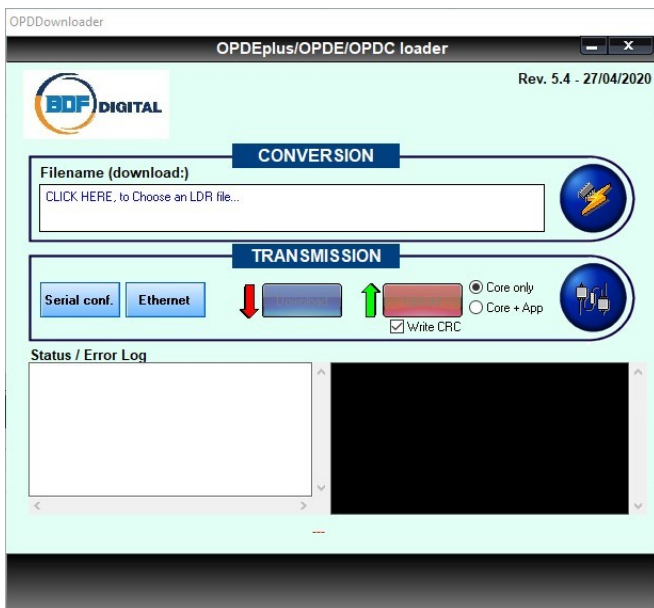 OPDDownloader
OPDEplus/OPDE/OPDC loader
Rev. 5.4 - 27/04/2020
BDF DIGITAL
CONVERSION
Filename (download:)
CLICK HERE, to Choose an LDR file...
TRANSMISSION
Serial conf.
Ethernet
Core only
Core + App
Write CRC
Status / Error Log
---